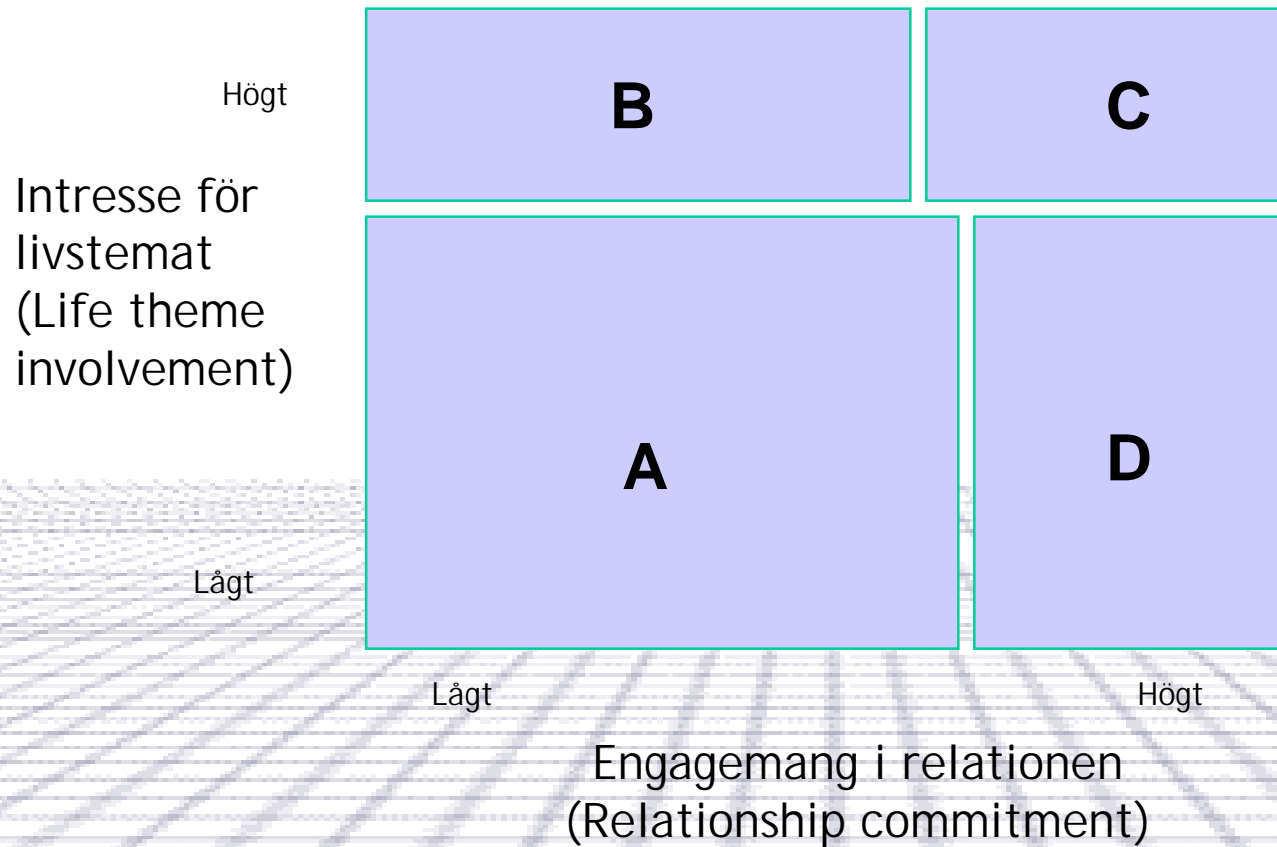 Högt
B
C
Intresse för
livstemat
(Life theme
involvement)
A
D
Lågt
Lågt
Högt
Engagemang i relationen
(Relationship commitment)